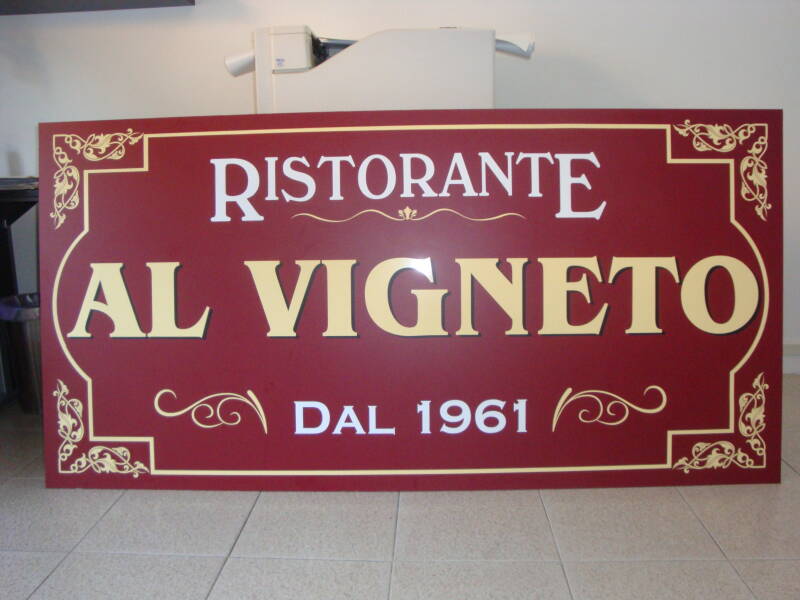 RISTORANTE
AL VIGNETO
DAL 1961